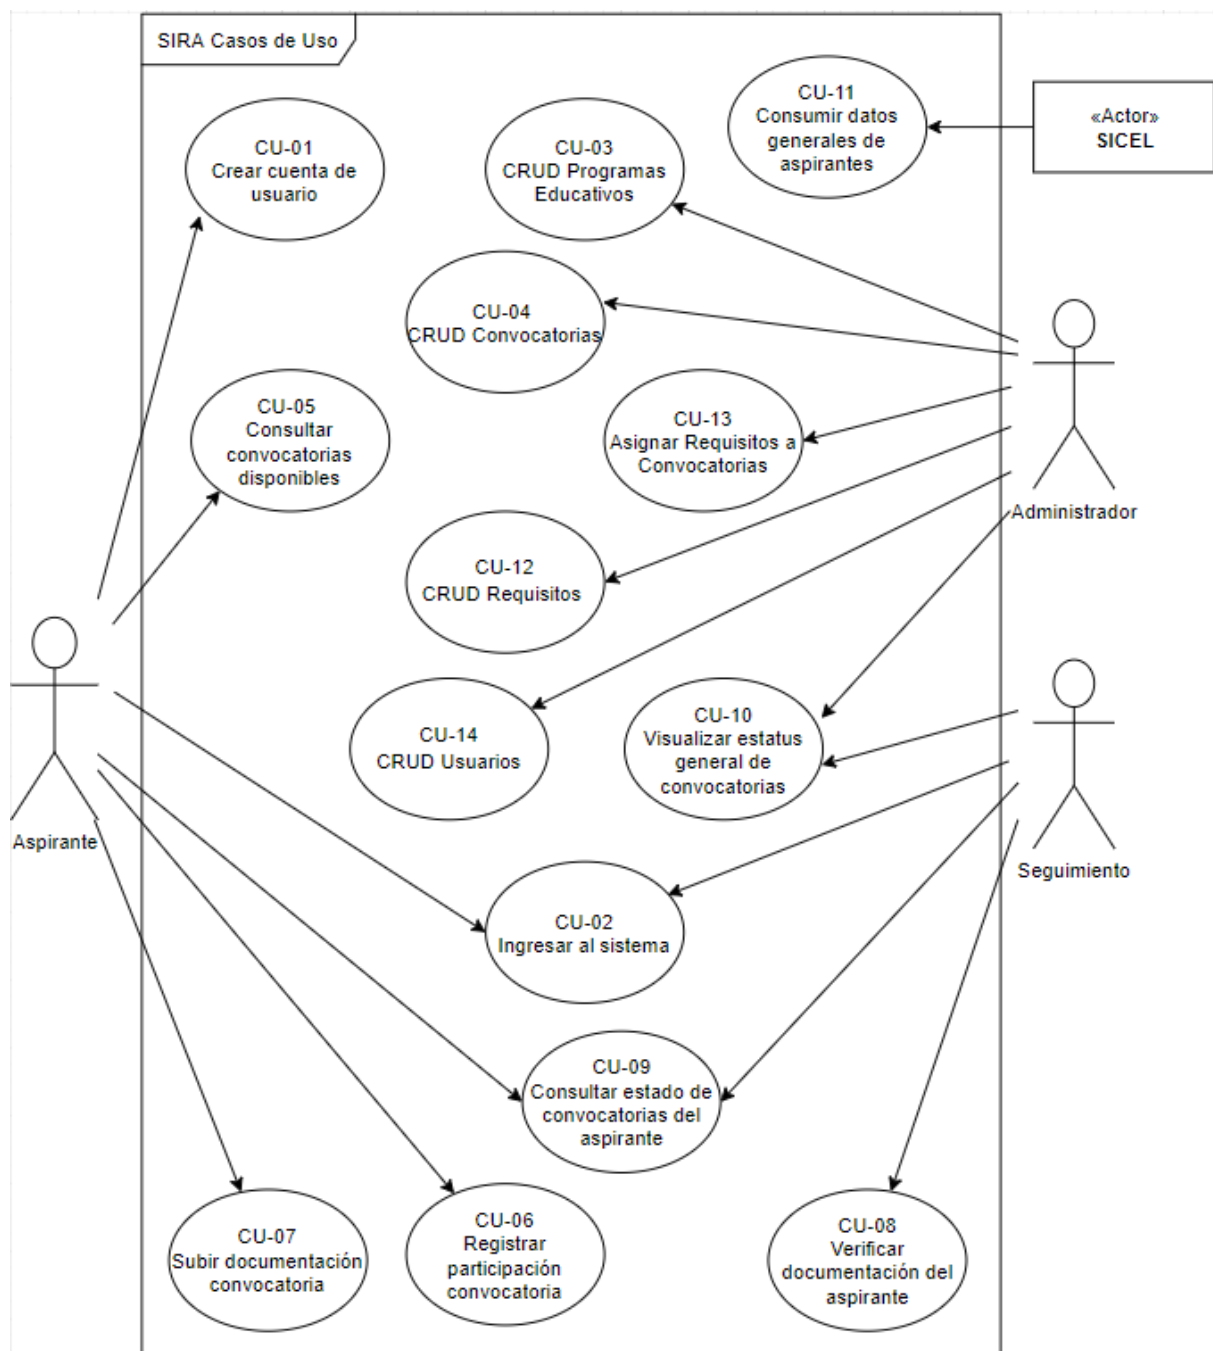 SIRA Casos de Uso
CU-11
Consumir datos
generales de
aspirantes
«Actor»
SICEL
CU-01
Crear cuenta de
usuario
CU-03
CRUD Programas
Educativos
CU-04
CRUD Convocatorias
CU-05
Consultar
convocatorias
disponibles
CU-13
Asignar Requisitos a
Convocatorias
Administrador
CU-12
CRUD Requisitos
CU-14
CRUD Usuarios
CU-10
Visualizar estatus
general de
convocatorias
Aspirante
Seguimiento
CU-02
Ingresar al sistema
CU-09
Consultar estado de
convocatorias del
aspirante
CU-07
Subir documentación
convocatoria
CU-06
Registrar
participación
convocatoria
CU-08
Verificar
documentación del
aspirante